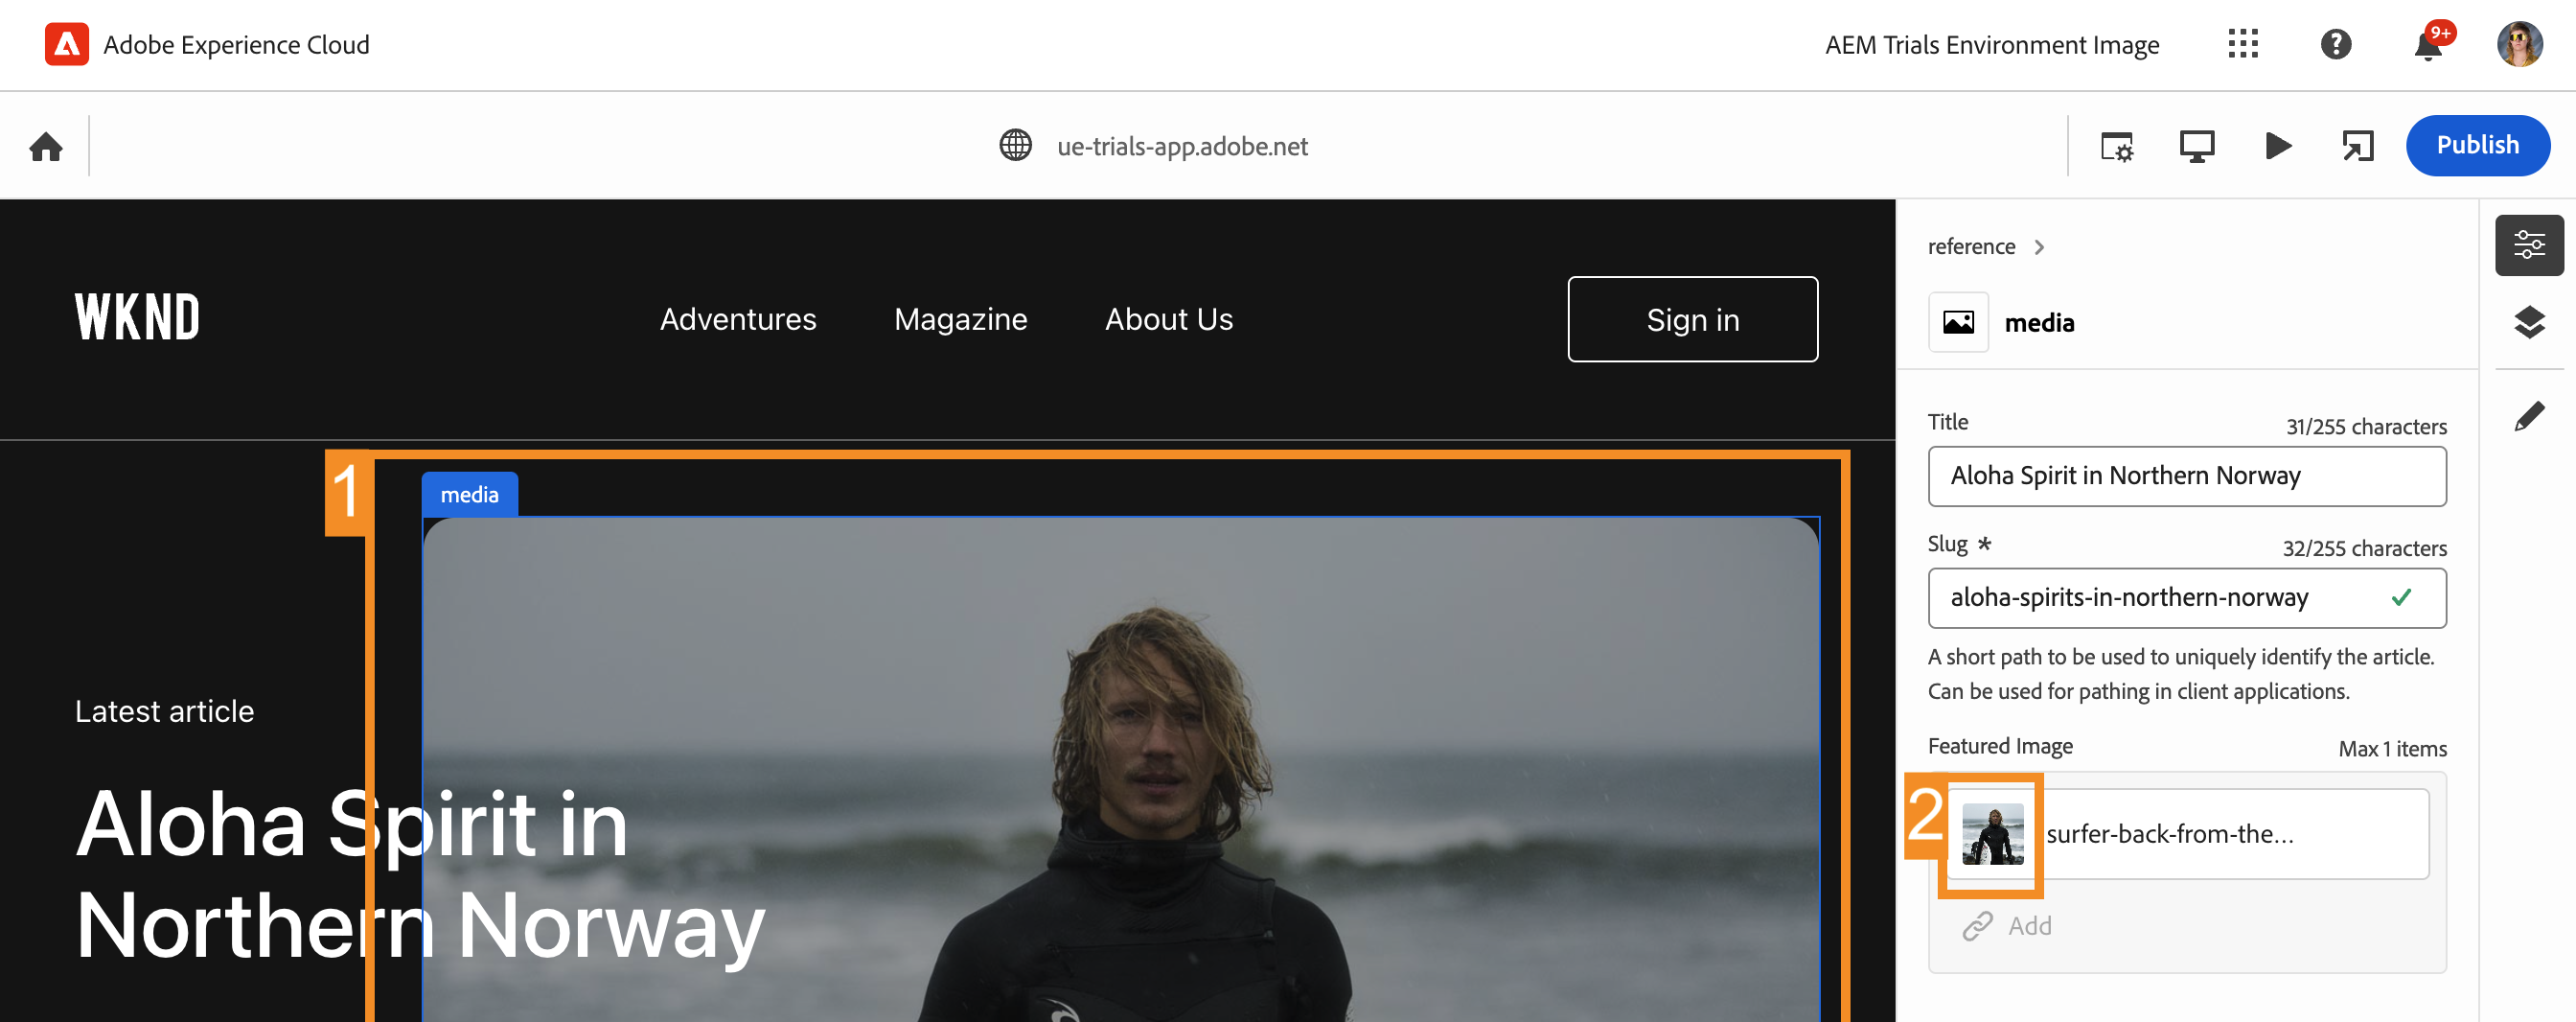 Adobe Experience Cloud
AEM Trials Environment Image
9+
ue-trials-app.adobe.net
Publish
WKND
Adventures
Magazine
About Us
Sign in
1
media
Latest article
Aloha Spirit in
Northern Norway
reference
media
Title
31/255 characters
Aloha Spirit in Northern Norway
Slug *
32/255 characters
aloha-spirits-in-northern-norway
A short path to be used to uniquely identify the article.
Can be used for pathing in client applications.
Featured Image
Max 1 items
2
surfer-back-from-the...
Add